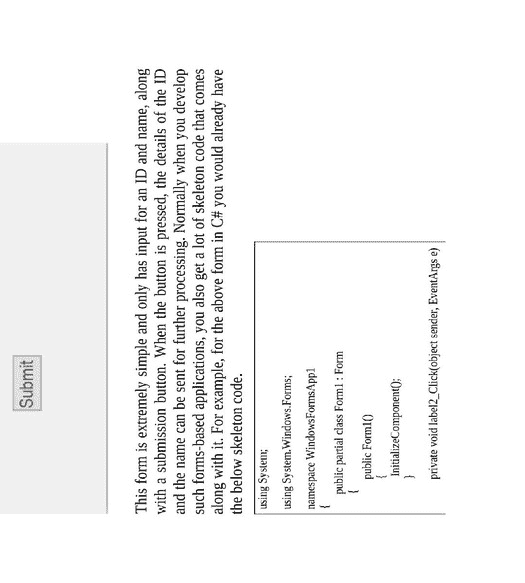 Submit
This form is extremely simple and only has input for an ID and name, along
with a submission button. When the button is pressed, the details of the ID
and the name can be sent for further processing. Normally when you develop
such forms-based applications, you also get a lot of skeleton code that comes
along with it. For example, for the above form in C# you would already have
the below skeleton code.
using System;
using System.Windows.Forms;
namespace WindowsFormsApp1
{
public partial class Form1 : Form
{
public Form1()
{
InitializeComponent();
}
private void label2_Click(object sender, EventArgs e)